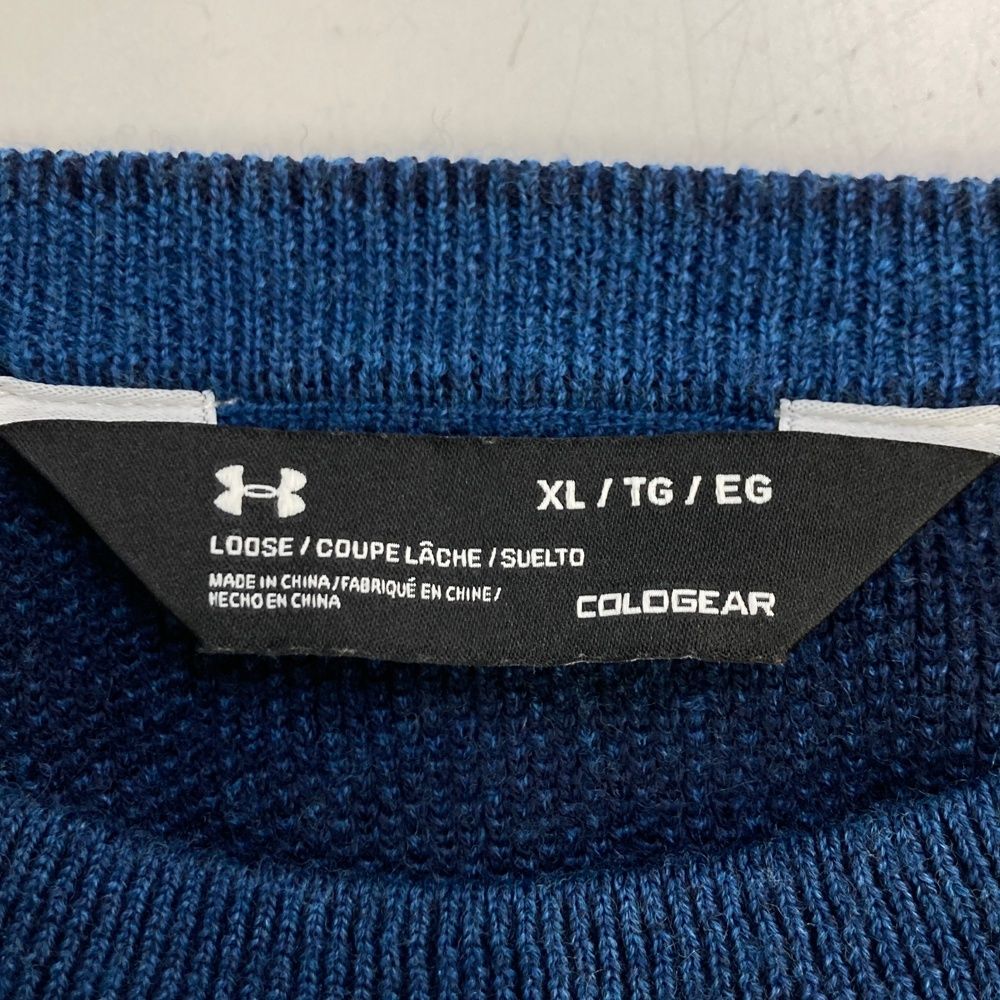 XL / TG / EG
LOOSE / COUPE LÂCHE / SUELTO
MADE IN CHINA / FABRIQUÉ EN CHINE /
HECHO EN CHINA
COLDGEAR